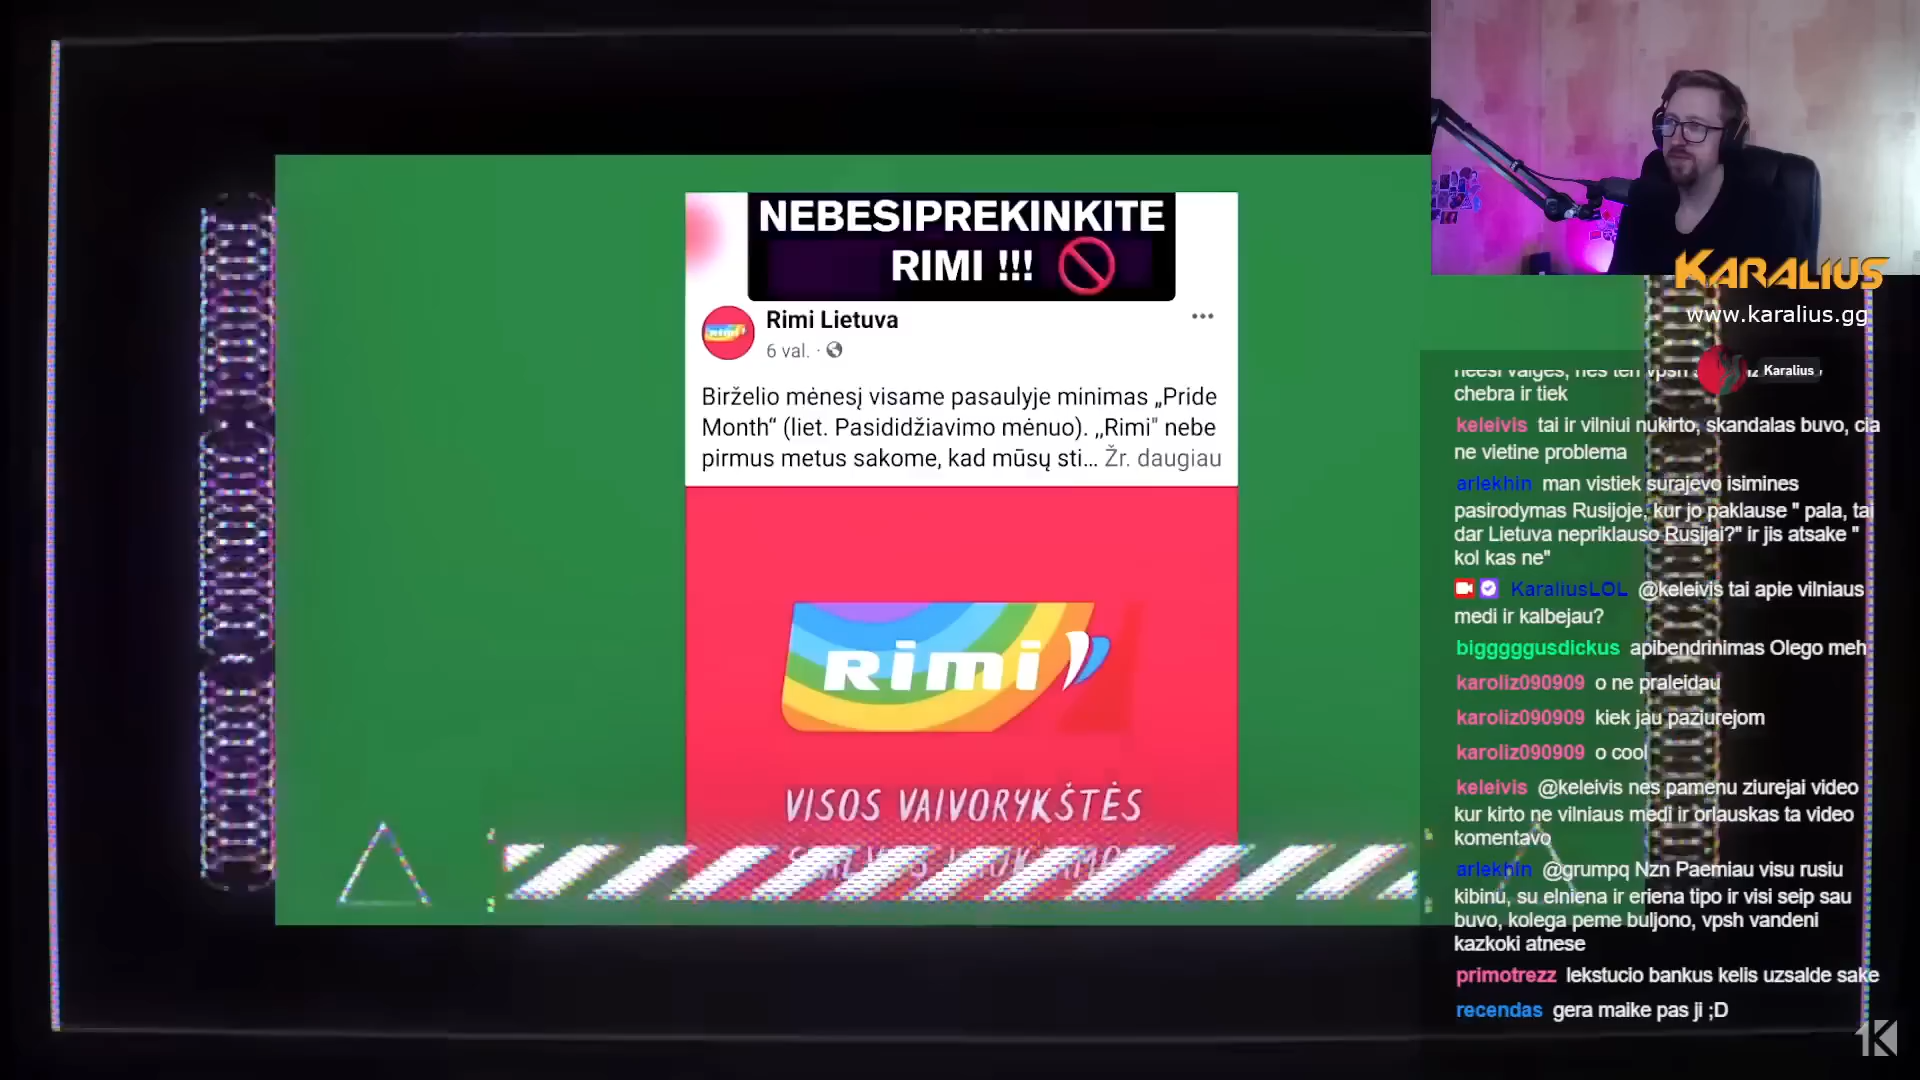 NEBESIPREKINKITE
RIMI !!!
Rimi Lietuva
6 val.
Birželio mėnesį visame pasaulyje minimas „Pride
Month“ (liet. Pasididžiavimo mėnuo). ,,Rimi" nebe
pirmus metus sakome, kad mūsų sti... Žr. daugiau
Rimi
VISOS VAIVORYKŠTĖS
KARALIUS
www.karalius.gg
Karalius
chebra ir tiek
keleivis tai ir vilniui nukirto, skandalas buvo, cia
ne vietine problema
arlekhin man vistiek surajevo isimines
pasirodymas Rusijoje, kur jo paklause " pala, tai
dar Lietuva nepriklauso Rusijai?" ir jis atsake "
kol kas ne"
KaraliusLOL @keleivis tai apie vilniaus
medi ir kalbejau?
bigggggusdickus apibendrinimas Olego meh
karoliz090909 o ne praleidau
karoliz090909 kiek jau paziurejom
karoliz090909 o cool
keleivis @keleivis nes pamenu ziurejai video
kur kirto ne vilniaus medi ir orlauskas ta video
komentavo
arlekhin @grumpq Nzn Paemiau visu rusiu
kibinu, su elniena ir eriena tipo ir visi seip sau
buvo, kolega peme buljono, vpsh vandeni
kazkoki atnese
primotrezz lekstucio bankus kelis uzsalde sake
recendas gera maike pas ji ;D
1K